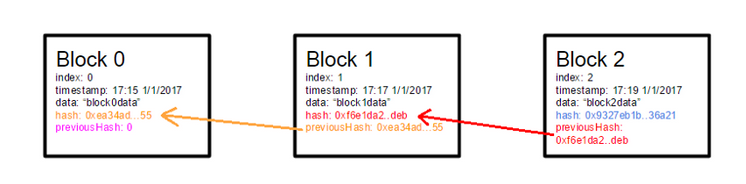 Block 0
index: 0
timestamp: 17:15 1/1/2017
data: "block0data"
hash: 0xea34ad...55
previousHash: 0
Block 1
index: 1
timestamp: 17:17 1/1/2017
data: "block1data"
hash: 0xf6e1da2..deb
previousHash: 0xea34ad...55
Block 2
index: 2
timestamp: 17:19 1/1/2017
data: "block2data"
hash: 0x9327eb1b..36a21
previousHash:
0xf6e1da2..deb